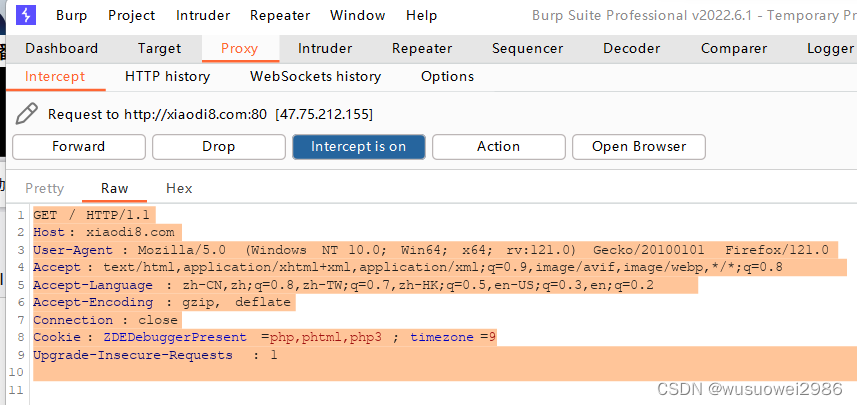 Burp Project Intruder Repeater Window Help Burp Suite Professional v2022.6.1 - Temporary Pr
Dashboard Target Proxy Intruder Repeater Sequencer Decoder Comparer Logger
Intercept HTTP history WebSockets history Options
Request to http://xiaodi8.com:80 [47.75.212.155]
Forward Drop Intercept is on Action Open Browser
Pretty Raw Hex
1 GET / HTTP/1.1
2 Host: xiaodi8.com
3 User-Agent: Mozilla/5.0 (Windows NT 10.0; Win64; x64; rv:121.0) Gecko/20100101 Firefox/121.0
4 Accept: text/html,application/xhtml+xml,application/xml;q=0.9,image/avif,image/webp,*/*;q=0.8
5 Accept-Language: zh-CN,zh;q=0.8,zh-TW;q=0.7,zh-HK;q=0.5,en-US;q=0.3,en;q=0.2
6 Accept-Encoding: gzip, deflate
7 Connection: close
8 Cookie: ZDEDebuggerPresent=php,phtml,php3; timezone=9
9 Upgrade-Insecure-Requests: 1
10
11
CSDN @wusuowei2986